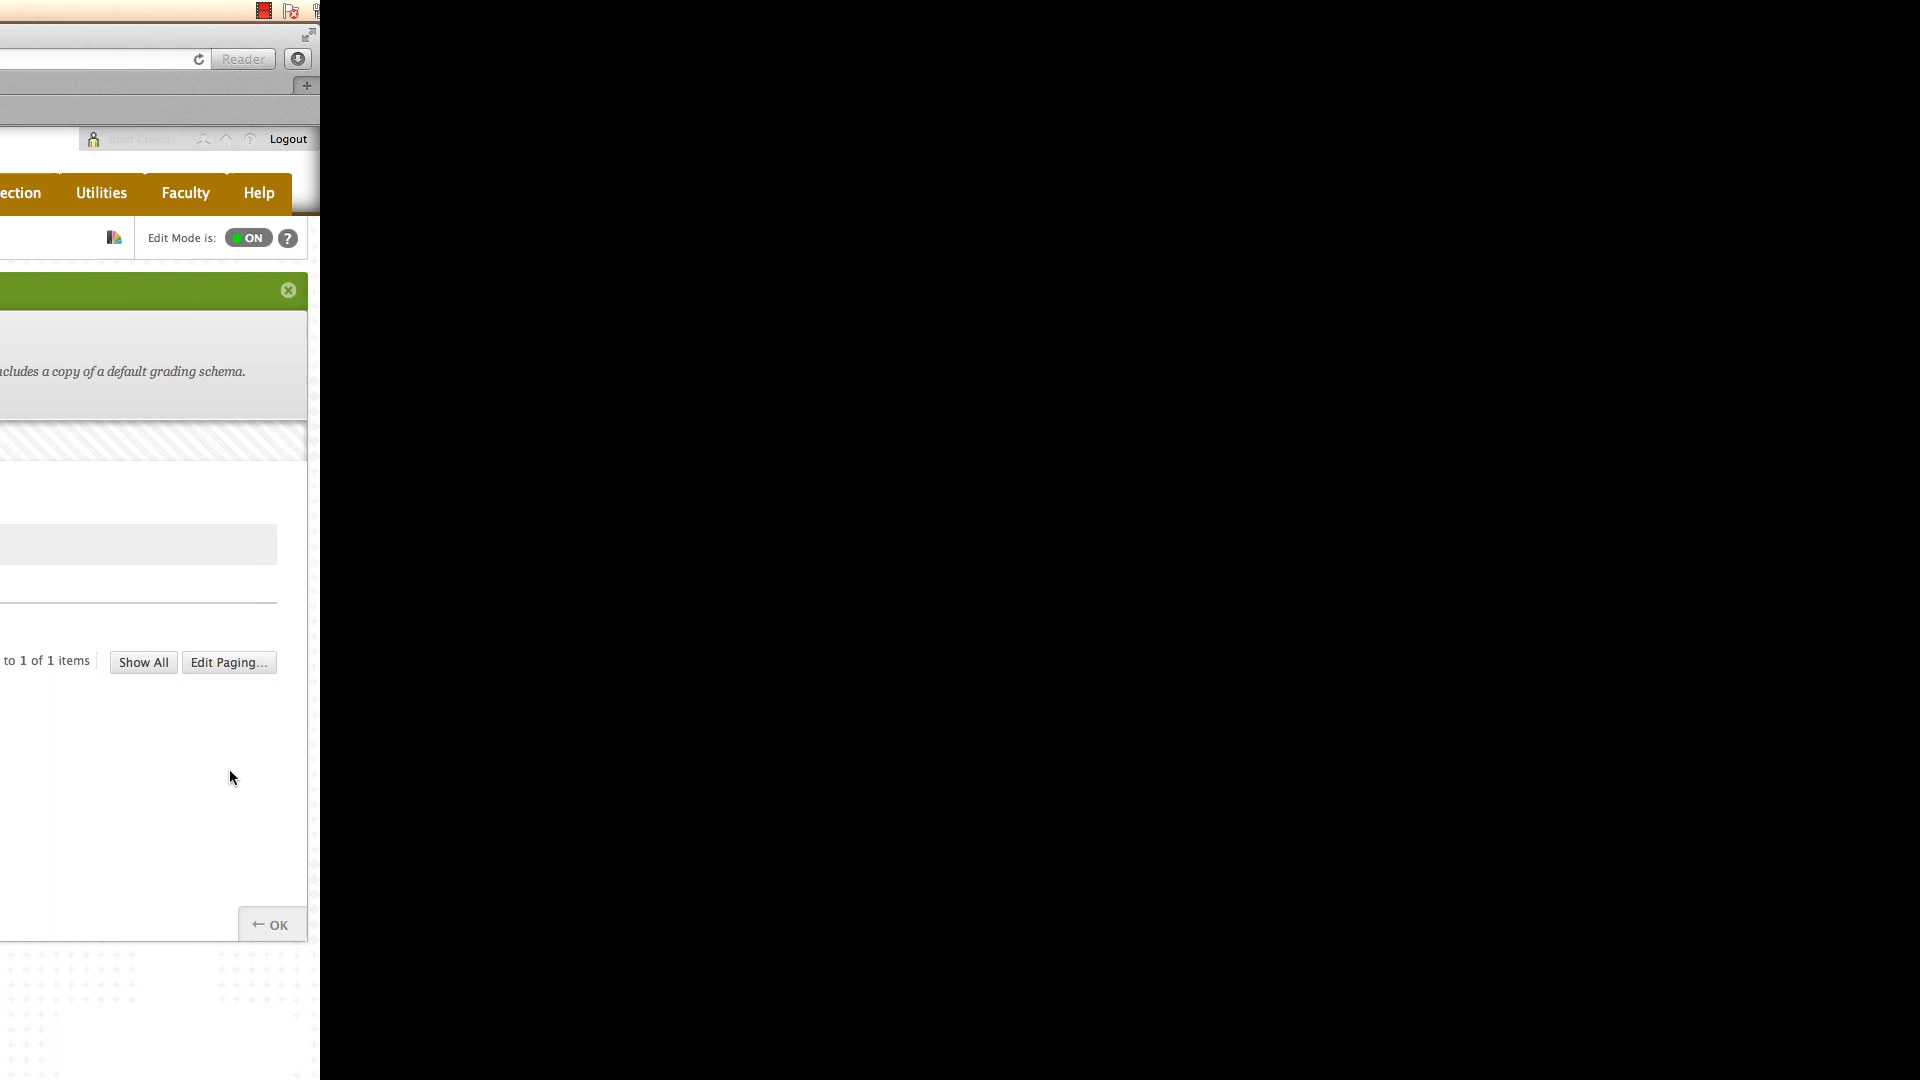 Reader
+
Logout
ection Utilities Faculty Help
Edit Mode is: ON ?
ncludes a copy of a default grading schema.
to 1 of 1 items Show All Edit Paging...
← OK